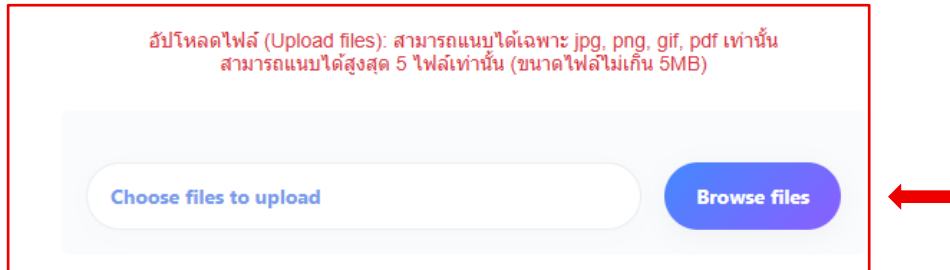 อัปโหลดไฟล์ (Upload files): สามารถแนบได้เฉพาะ jpg, png, gif, pdf เท่านั้น
สามารถแนบได้สูงสุด 5 ไฟล์เท่านั้น (ขนาดไฟล์ไม่เกิน 5MB)
Choose files to upload
Browse files